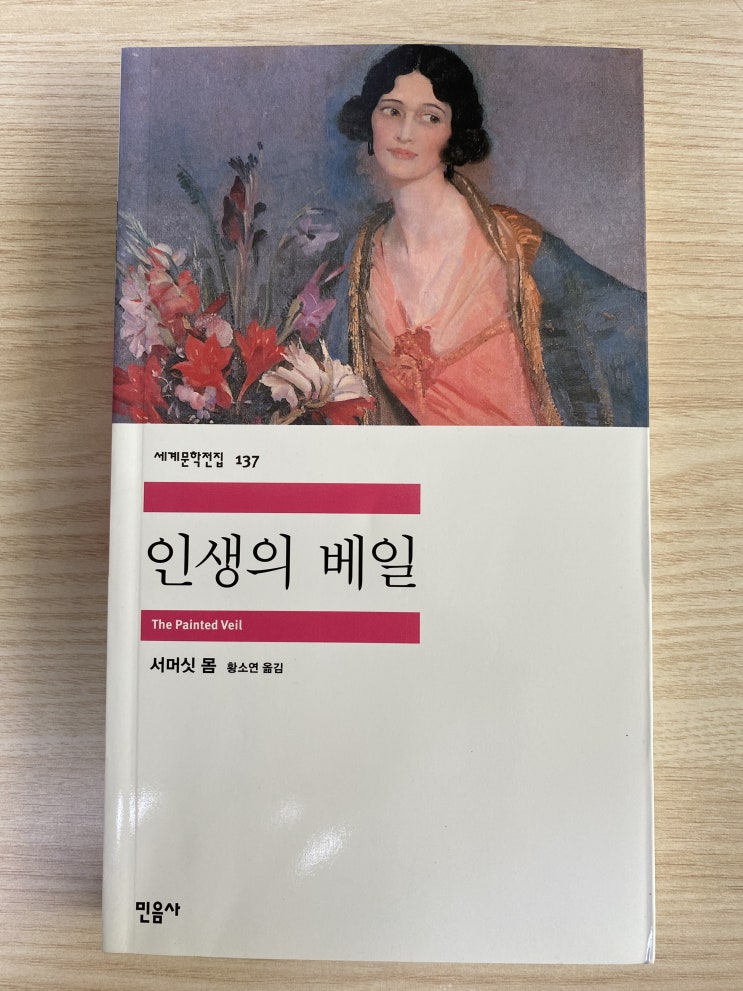 세계문학전집 137
인생의 베일
The Painted Veil
서머싯 몸 황소연 옮김
민음사